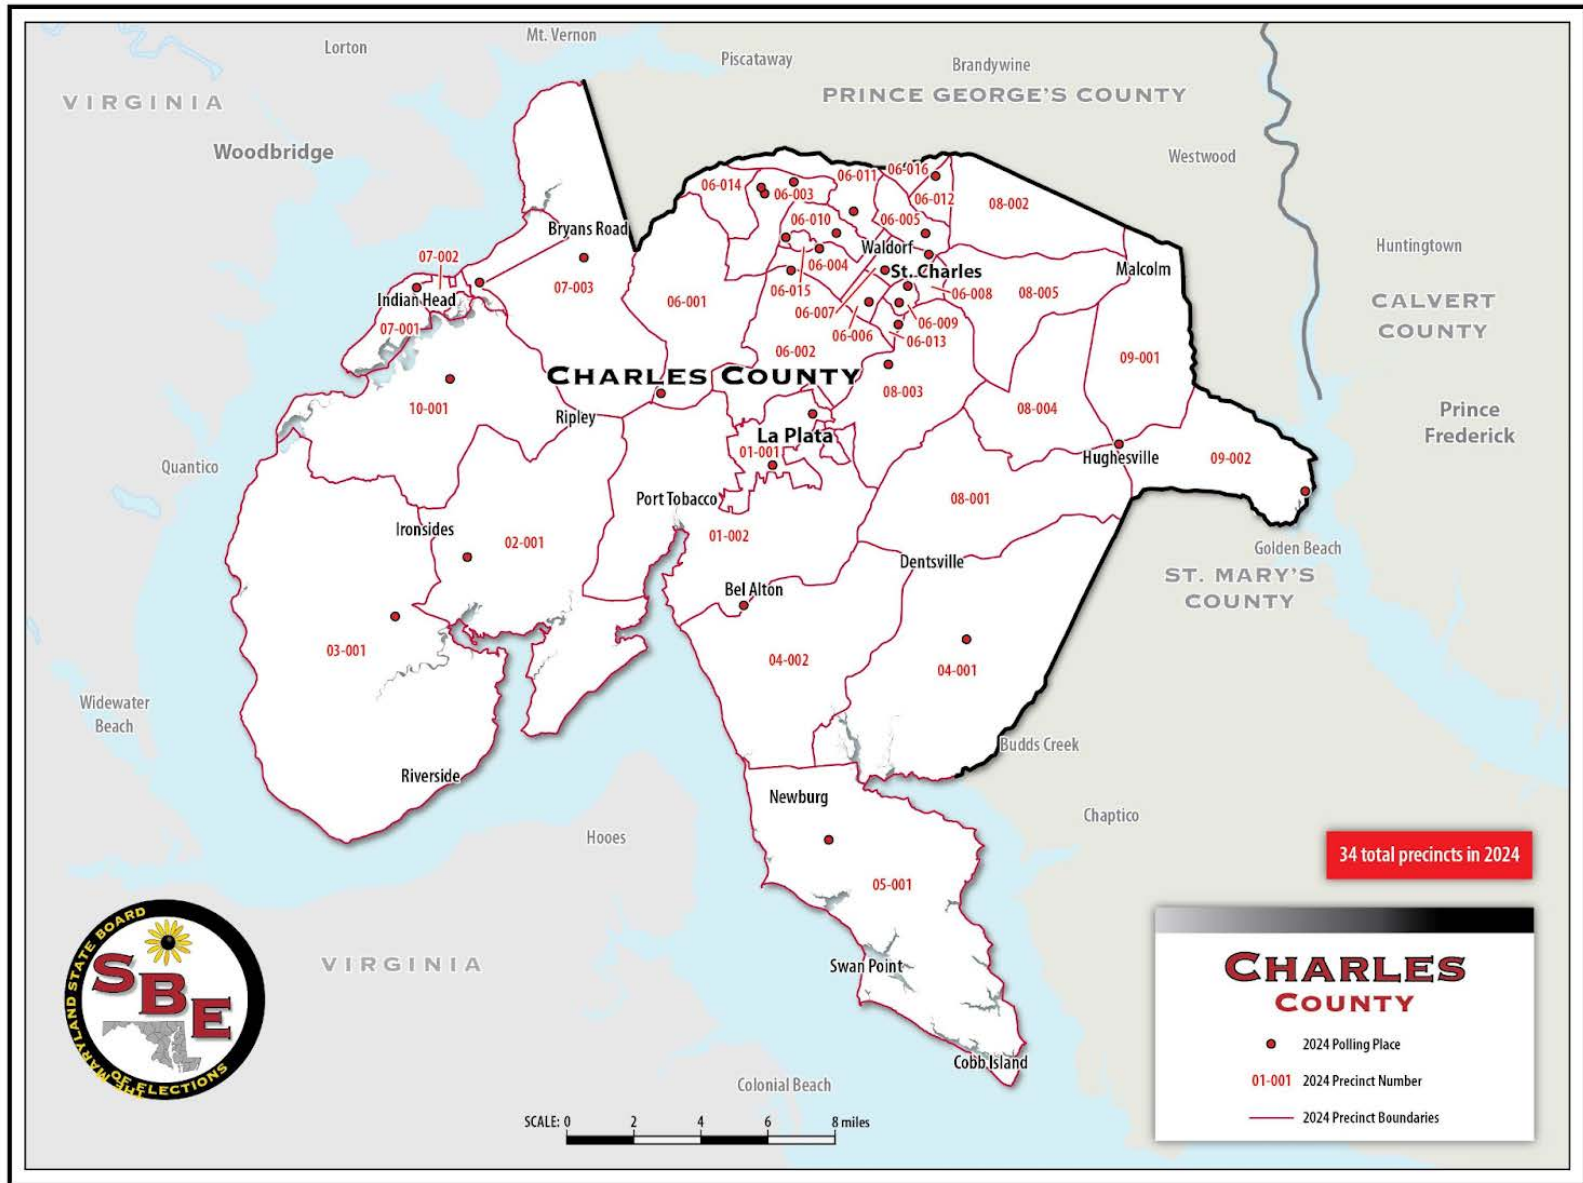 Lorton
Mt. Vernon
Piscataway
Brandywine
VIRGINIA
PRINCE GEORGE'S COUNTY
Woodbridge
Westwood
06-011
06-016
06-014
06-003
06-012
08-002
06-010
06-005
Bryans Road
Waldorf
Huntingtown
07-002
06-004
St. Charles
Malcolm
07-003
06-001
06-015
06-008
08-005
Indian Head
CALVERT
COUNTY
07-001
06-007
06-009
06-006
06-013
06-002
09-001
CHARLES COUNTY
08-003
10-001
08-004
Ripley
Prince
Frederick
La Plata
01-001
Hughesville
09-002
Quantico
Port Tobacco
08-001
Ironsides
02-001
01-002
Golden Beach
Dentsville
ST. MARY'S
COUNTY
Bel Alton
03-001
04-002
04-001
Widewater
Beach
Budds Creek
Riverside
Newburg
Hooes
Chaptico
34 total precincts in 2024
05-001
THE MARYLAND STATE BOARD
OF ELECTIONS
SBE
VIRGINIA
Swan Point
CHARLES
COUNTY
2024 Polling Place
01-001 2024 Precinct Number
2024 Precinct Boundaries
Cobb Island
Colonial Beach
SCALE: 0 2 4 6 8 miles